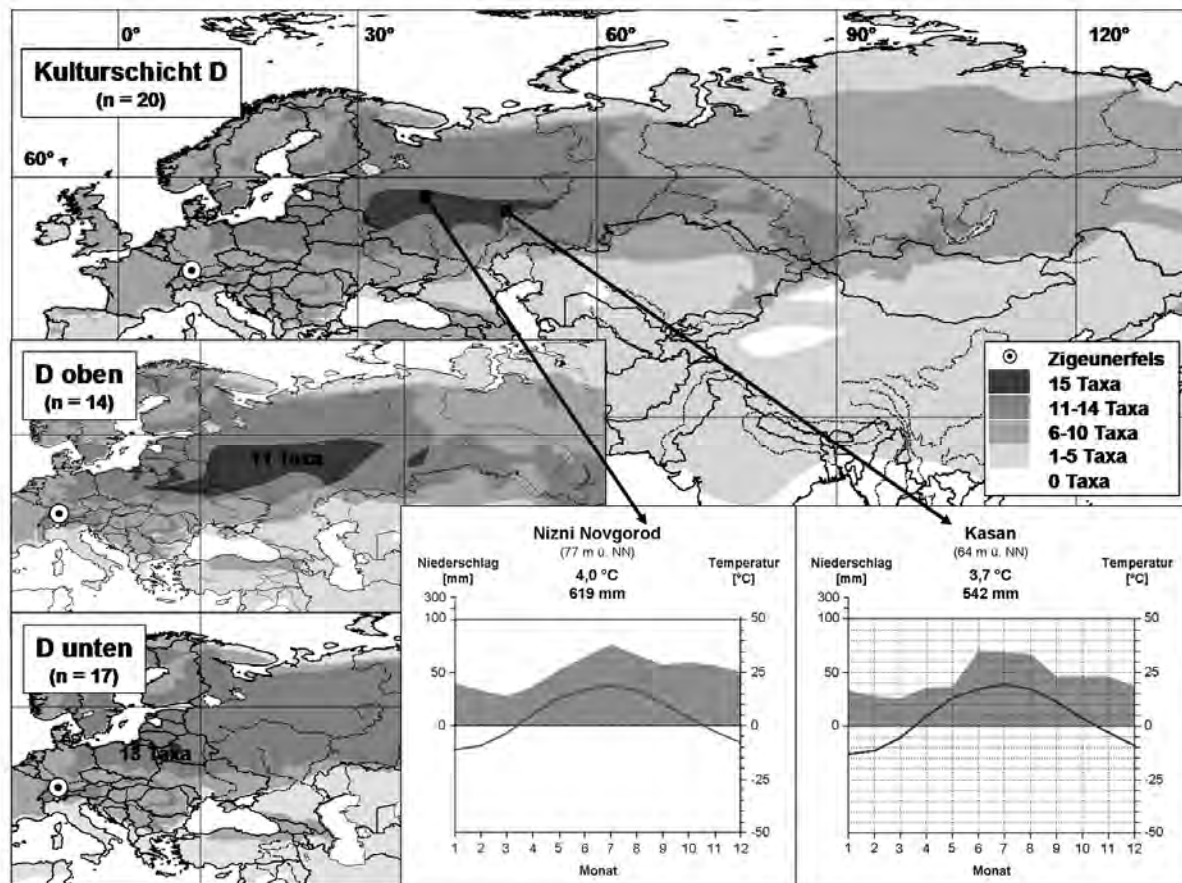 0°
30°
60°
90°
120°
Kulturschicht D
(n = 20)
60°
D oben
(n = 14)
11 Taxa
Zigeunerfels
15 Taxa
11-14 Taxa
6-10 Taxa
1-5 Taxa
0 Taxa
D unten
(n = 17)
13 Taxa
Nizni Novgorod
(77 m ü. NN)
Niederschlag
[mm]
4,0 °C
619 mm
Temperatur
[°C]
300
100
50
0
50
25
0
-25
-50
1 2 3 4 5 6 7 8 9 10 11 12
Monat
Kasan
(64 m ü. NN)
Niederschlag
[mm]
3,7 °C
542 mm
Temperatur
[°C]
300
100
50
0
50
25
0
-25
-50
1 2 3 4 5 6 7 8 9 10 11 12
Monat